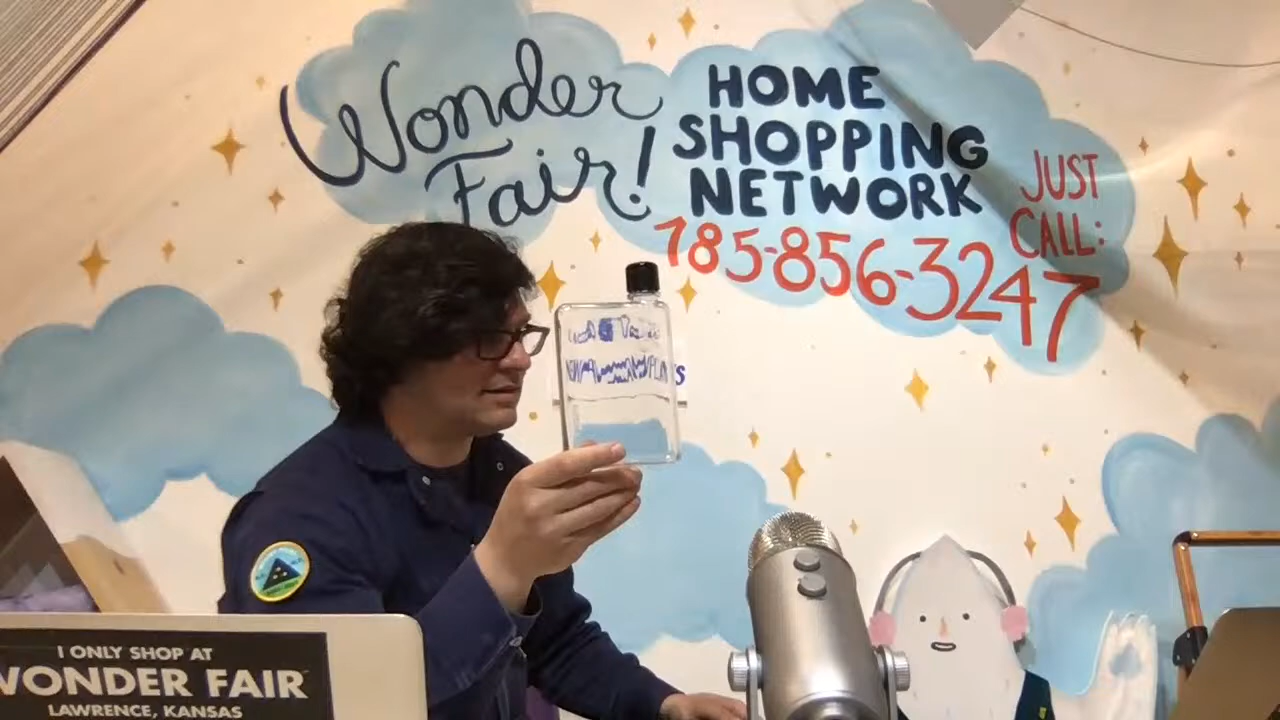 Wonder
Fair!
HOME
SHOPPING
NETWORK
JUST
CALL:
785-856-3247
I ONLY SHOP AT
WONDER FAIR
LAWRENCE, KANSAS